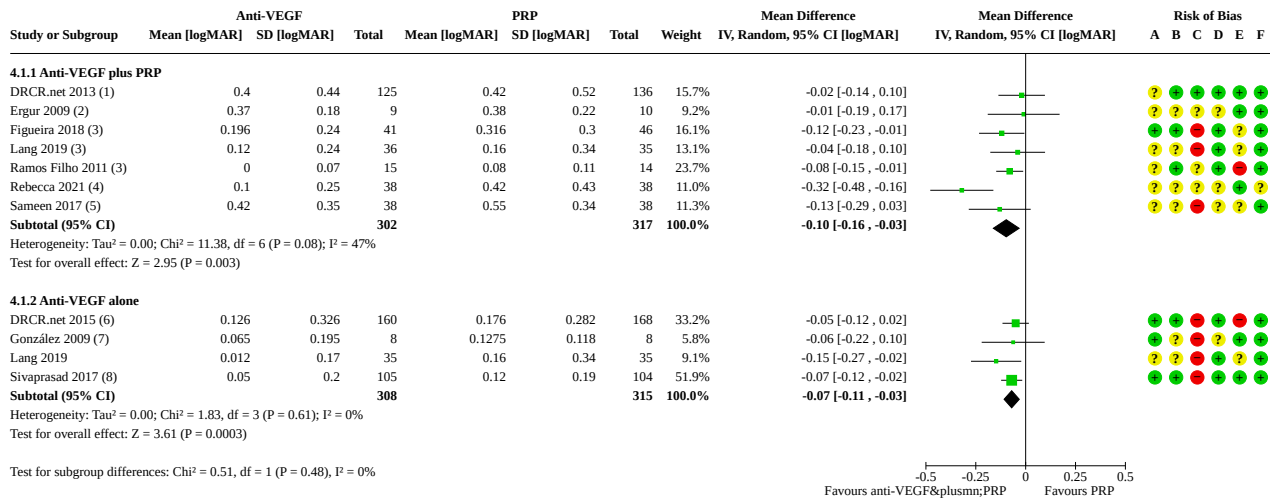 Anti-VEGF PRP Mean Difference Mean Difference Risk of Bias
Study or Subgroup Mean [logMAR] SD [logMAR] Total Mean [logMAR] SD [logMAR] Total Weight IV, Random, 95% CI [logMAR] IV, Random, 95% CI [logMAR] A B C D E F
4.1.1 Anti-VEGF plus PRP
DRCR.net 2013 (1) 0.4 0.44 125 0.42 0.52 136 15.7% -0.02 [-0.14 , 0.10] ? + + + + +
Ergur 2009 (2) 0.37 0.18 9 0.38 0.22 10 9.2% -0.01 [-0.19 , 0.17] ? ? ? ? + +
Figueira 2018 (3) 0.196 0.24 41 0.316 0.3 46 16.1% -0.12 [-0.23 , -0.01] + + − + ? +
Lang 2019 (3) 0.12 0.24 36 0.16 0.34 35 13.1% -0.04 [-0.18 , 0.10] ? ? − + ? +
Ramos Filho 2011 (3) 0 0.07 15 0.08 0.11 14 23.7% -0.08 [-0.15 , -0.01] ? + ? + − +
Rebecca 2021 (4) 0.1 0.25 38 0.42 0.43 38 11.0% -0.32 [-0.48 , -0.16] ? ? ? ? + ?
Sameen 2017 (5) 0.42 0.35 38 0.55 0.34 38 11.3% -0.13 [-0.29 , 0.03] ? ? − ? ? +
Subtotal (95% CI) 302 317 100.0% -0.10 [-0.16 , -0.03]
Heterogeneity: Tau² = 0.00; Chi² = 11.38, df = 6 (P = 0.08); I² = 47%
Test for overall effect: Z = 2.95 (P = 0.003)
4.1.2 Anti-VEGF alone
DRCR.net 2015 (6) 0.126 0.326 160 0.176 0.282 168 33.2% -0.05 [-0.12 , 0.02] + + − + − +
González 2009 (7) 0.065 0.195 8 0.1275 0.118 8 5.8% -0.06 [-0.22 , 0.10] + ? − ? + +
Lang 2019 0.012 0.17 35 0.16 0.34 35 9.1% -0.15 [-0.27 , -0.02] ? ? − + ? +
Sivaprasad 2017 (8) 0.05 0.2 105 0.12 0.19 104 51.9% -0.07 [-0.12 , -0.02] + + − + + +
Subtotal (95% CI) 308 315 100.0% -0.07 [-0.11 , -0.03]
Heterogeneity: Tau² = 0.00; Chi² = 1.83, df = 3 (P = 0.61); I² = 0%
Test for overall effect: Z = 3.61 (P = 0.0003)
Test for subgroup differences: Chi² = 0.51, df = 1 (P = 0.48), I² = 0%
-0.5 -0.25 0 0.25 0.5
Favours anti-VEGF&plusmn;PRP Favours PRP